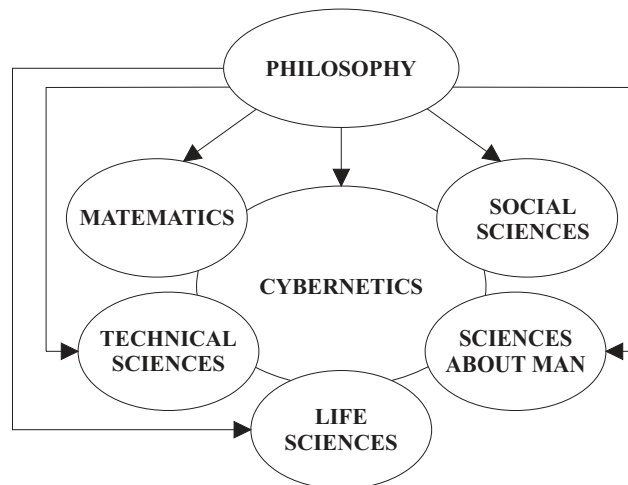 PHILOSOPHY
MATEMATICS
SOCIAL
SCIENCES
CYBERNETICS
TECHNICAL
SCIENCES
SCIENCES
ABOUT MAN
LIFE
SCIENCES